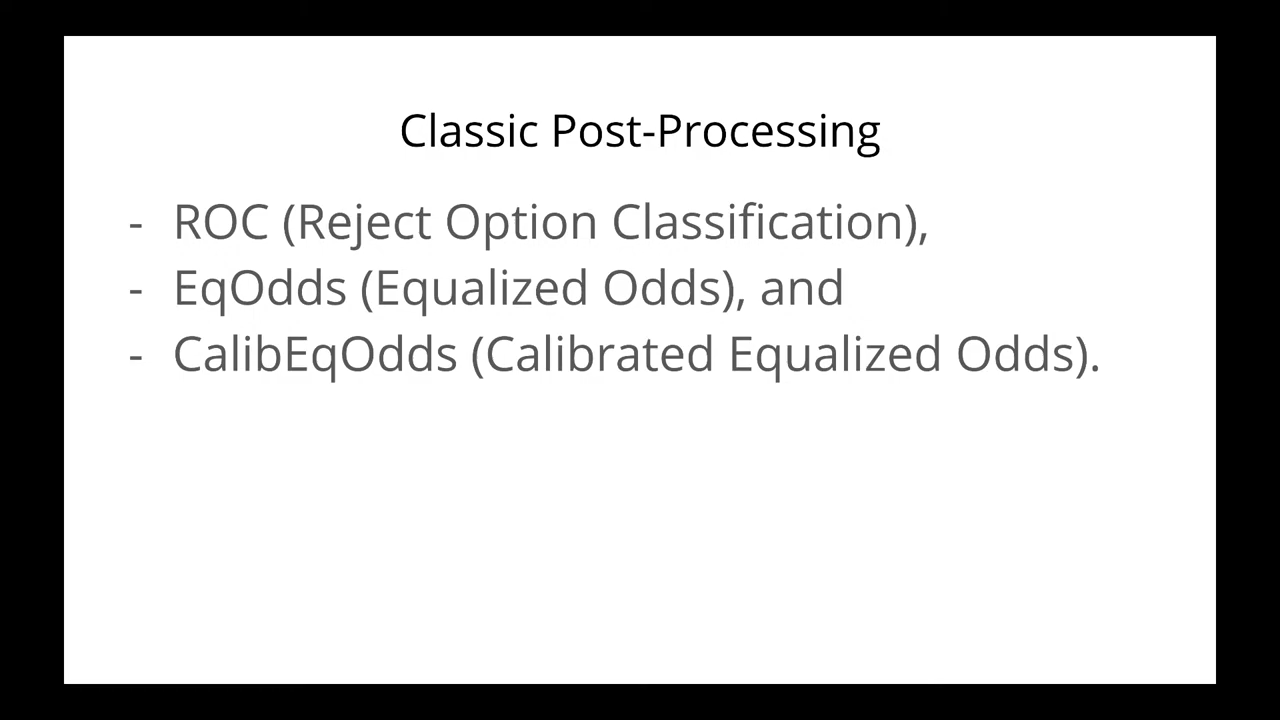 Classic Post-Processing
- ROC (Reject Option Classification),
- EqOdds (Equalized Odds), and
- CalibEqOdds (Calibrated Equalized Odds).